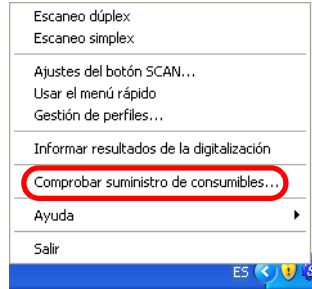 Escaneo dúplex
Escaneo simplex
Ajustes del botón SCAN...
Usar el menú rápido
Gestión de perfiles...
Informar resultados de la digitalización
Comprobar suministro de consumibles...
Ayuda
Salir
ES